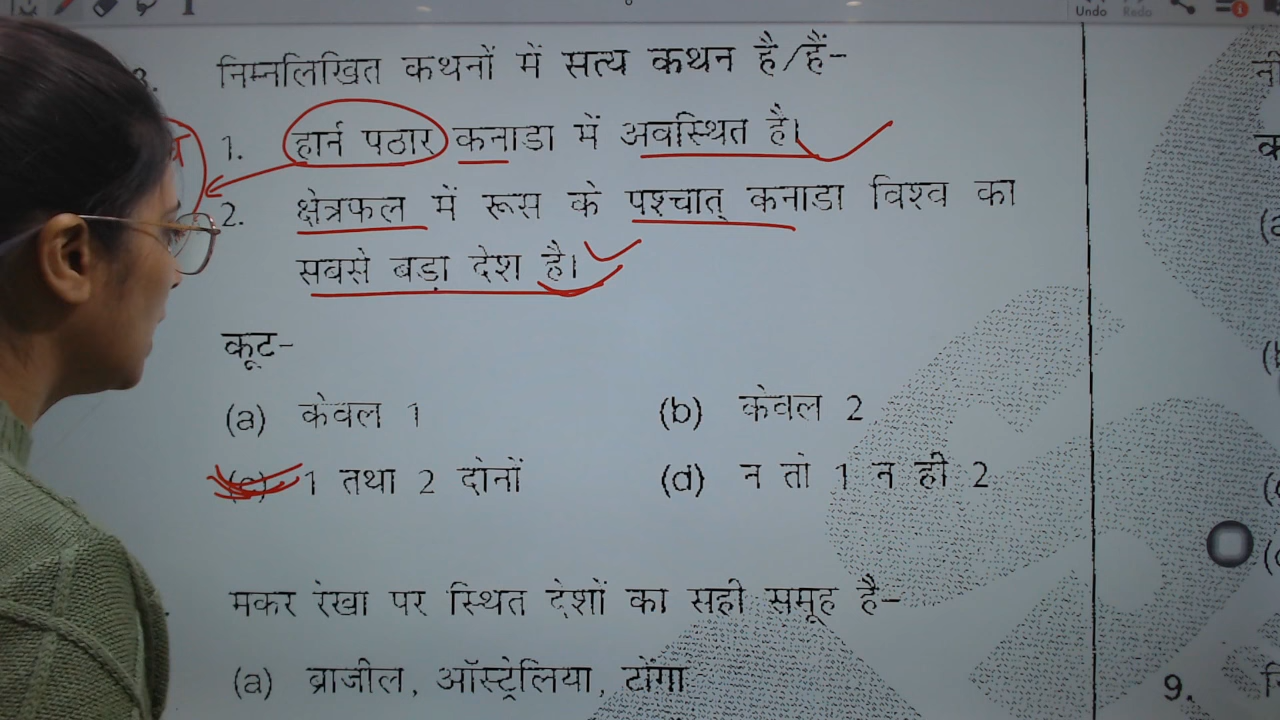 Undo Redo
निम्नलिखित कथनों में सत्य कथन है/हैं-
1. हार्न पठार कनाडा में अवस्थित है।
2. क्षेत्रफल में रूस के पश्चात् कनाडा विश्व का
सबसे बड़ा देश है।
कूट-
(a) केवल 1
(b) केवल 2
(c) 1 तथा 2 दोनों
(d) न तो 1 न ही 2
मकर रेखा पर स्थित देशों का सही समूह है-
(a) ब्राजील, ऑस्ट्रेलिया, टोंगा
9.